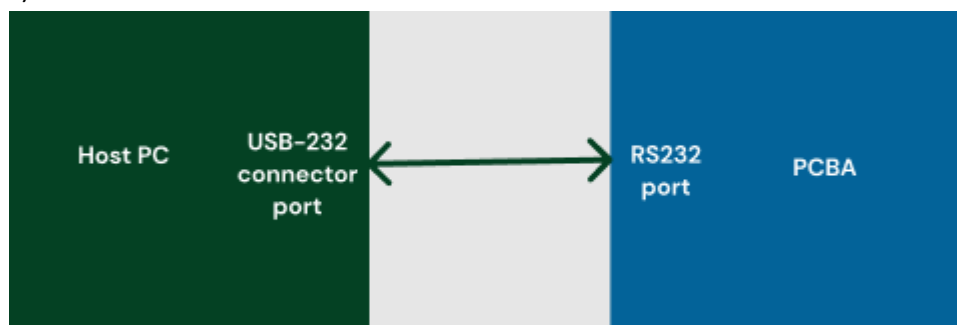 Host PC
USB-232
connector
port
RS232
port
PCBA